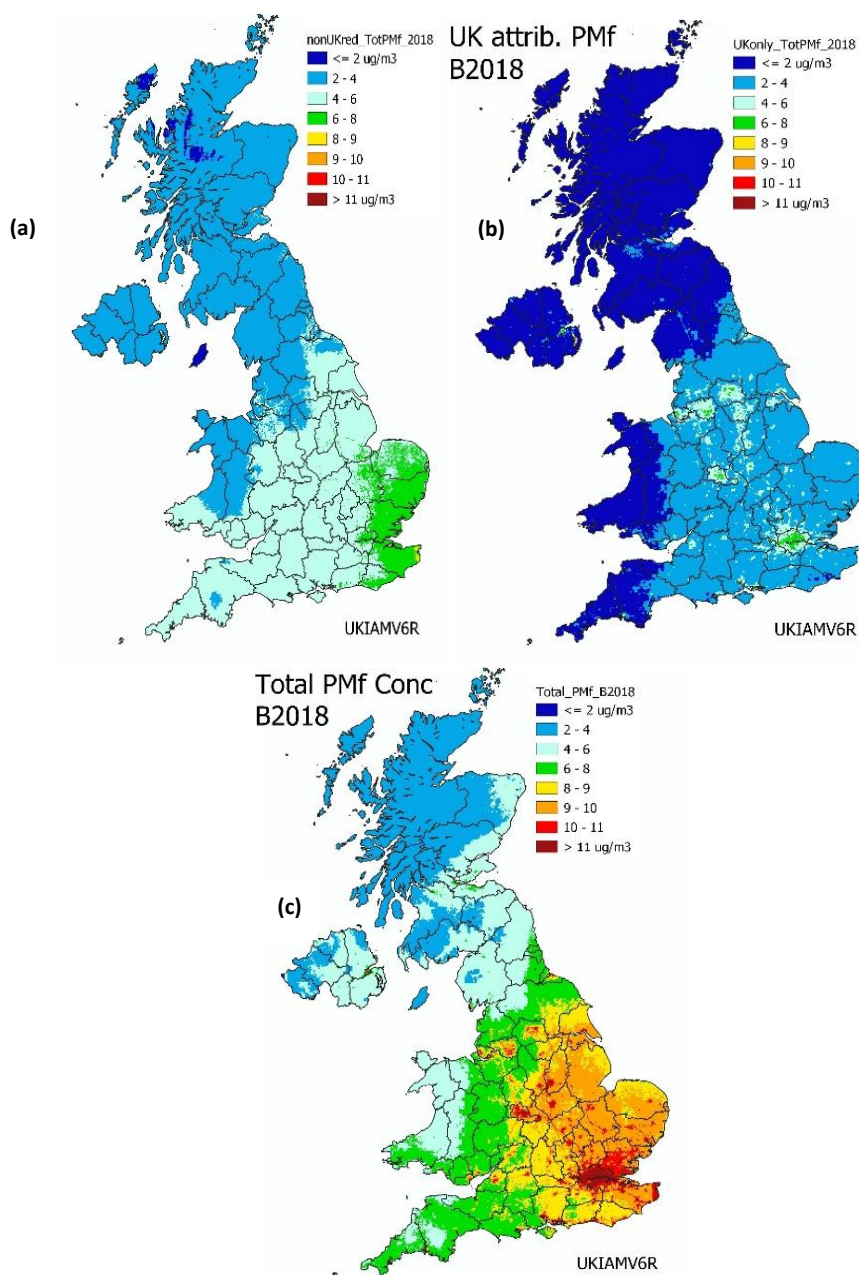 nonUKred_TotPMf_2018
<= 2 ug/m3
2 - 4
4 - 6
6 - 8
8 - 9
9 - 10
10 - 11
> 11 ug/m3
(a)
UKIAMV6R
UK attrib. PMf
B2018
UKonly_TotPMf_2018
<= 2 ug/m3
2 - 4
4 - 6
6 - 8
8 - 9
9 - 10
10 - 11
> 11 ug/m3
(b)
UKIAMV6R
Total PMf Conc
B2018
Total_PMf_B2018
<= 2 ug/m3
2 - 4
4 - 6
6 - 8
8 - 9
9 - 10
10 - 11
> 11 ug/m3
(c)
UKIAMV6R